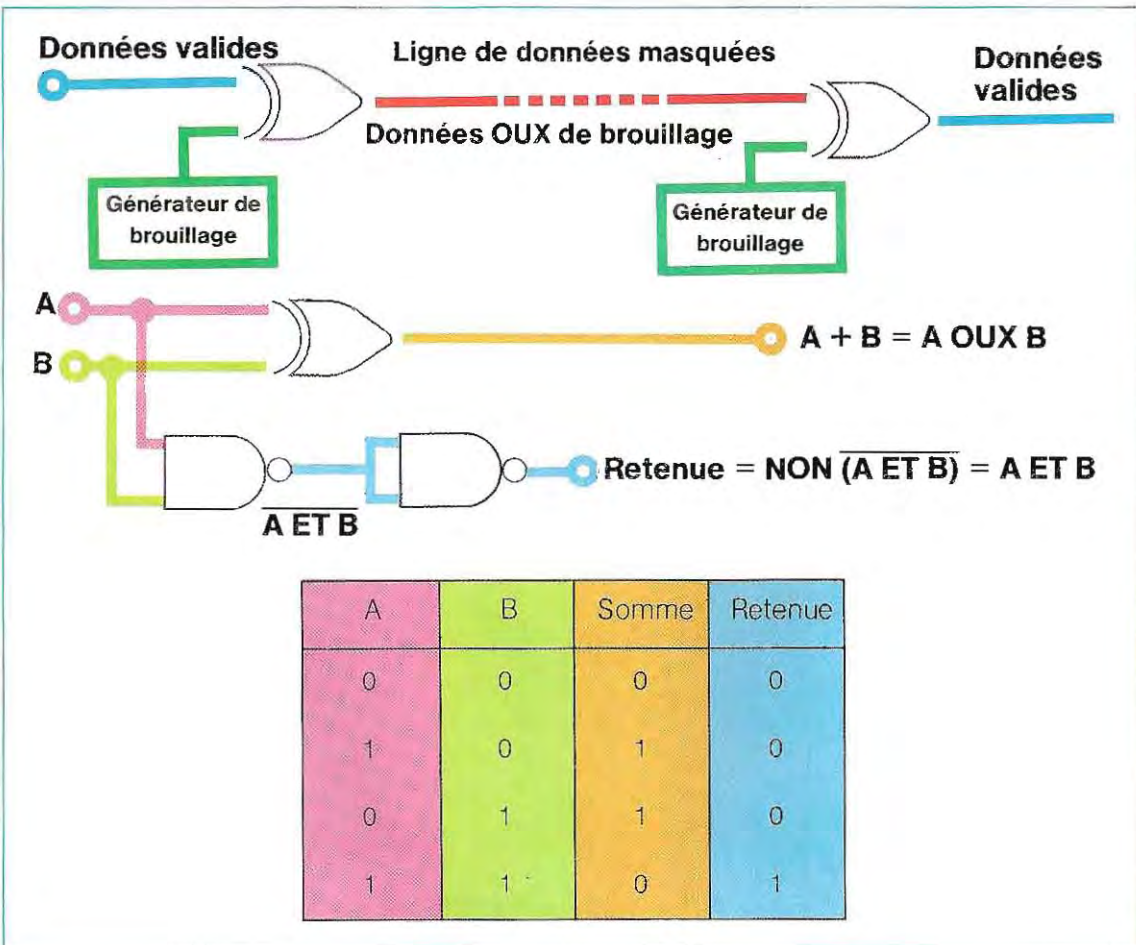 Données valides
Ligne de données masquées
Données
valides
Données OUX de brouillage
Générateur de
brouillage
Générateur de
brouillage
A
B
A + B = A OUX B
Retenue = NON (A ET B) = A ET B
A ET B
A B Somme Retenue
0 0 0 0
1 0 1 0
0 1 1 0
1 1 0 1